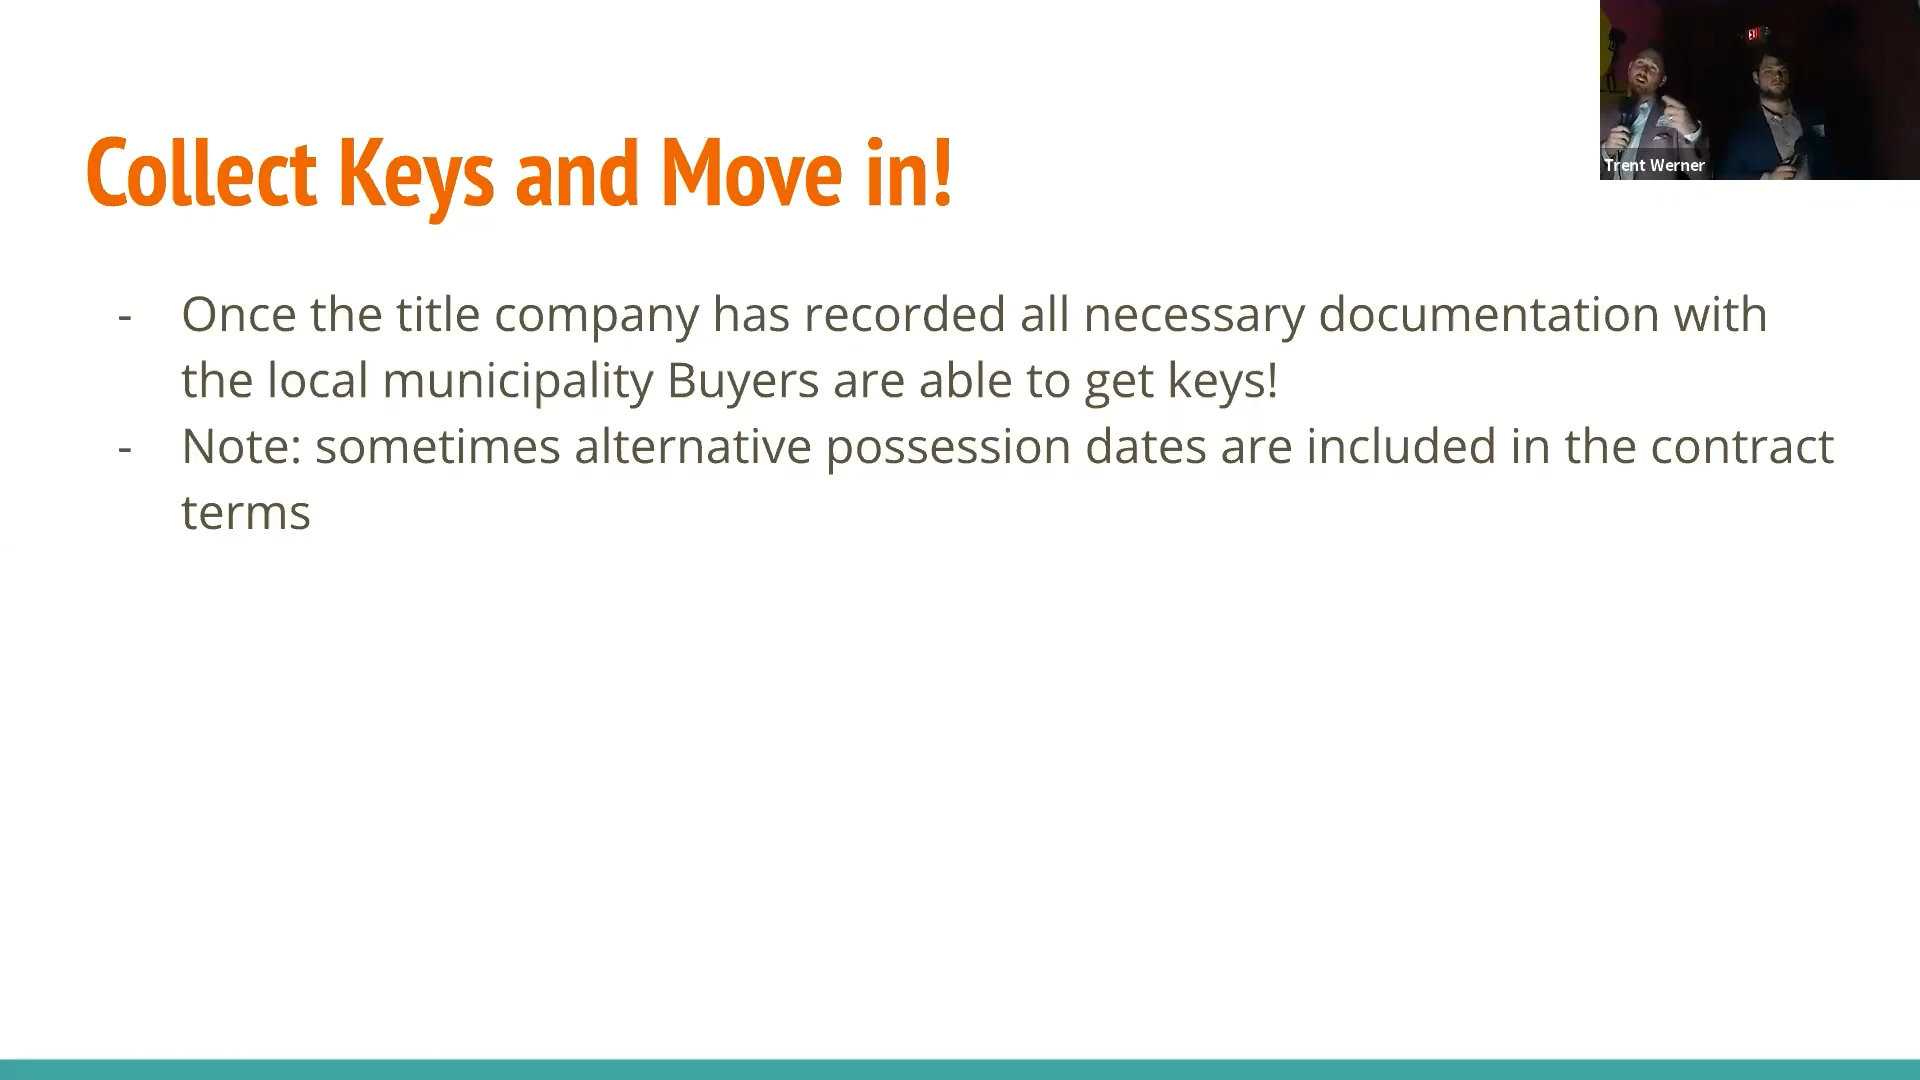 Collect Keys and Move in!
- Once the title company has recorded all necessary documentation with
the local municipality Buyers are able to get keys!
- Note: sometimes alternative possession dates are included in the contract
terms
EXIT
Trent Werner